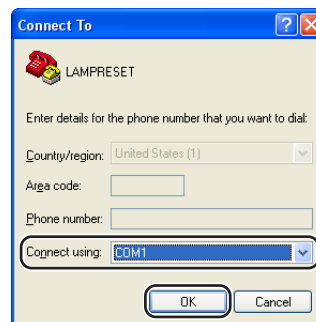 Connect To
LAMPRESET
Enter details for the phone number that you want to dial:
Country/region: United States (1)
Area code:
Phone number:
Connect using: COM1
OK Cancel